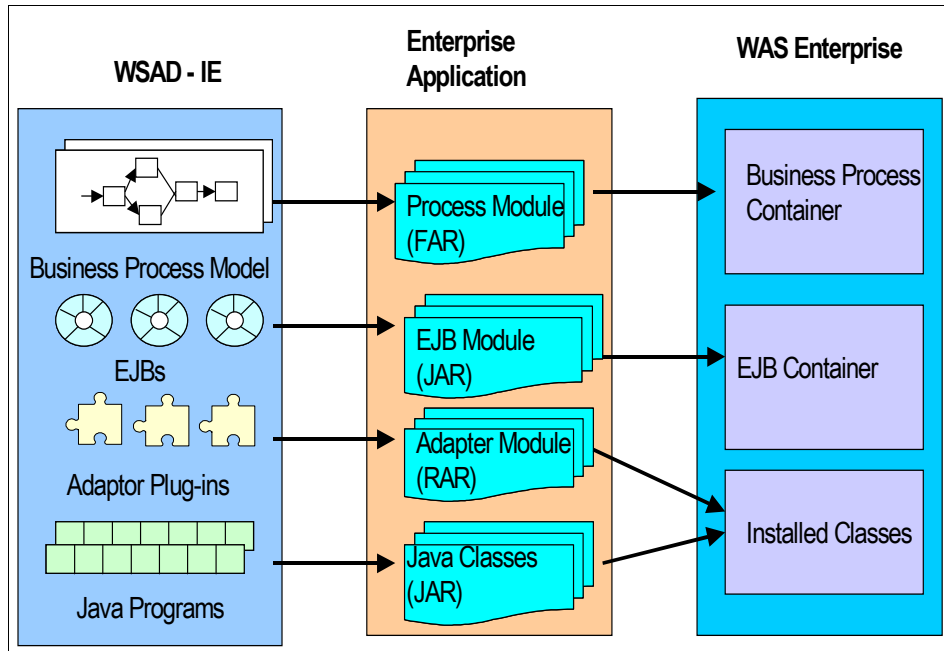 WSAD - IE
Enterprise
Application
WAS Enterprise
Business Process Model
EJBs
Adaptor Plug-ins
Java Programs
Process Module
(FAR)
EJB Module
(JAR)
Adapter Module
(RAR)
Java Classes
(JAR)
Business Process
Container
EJB Container
Installed Classes